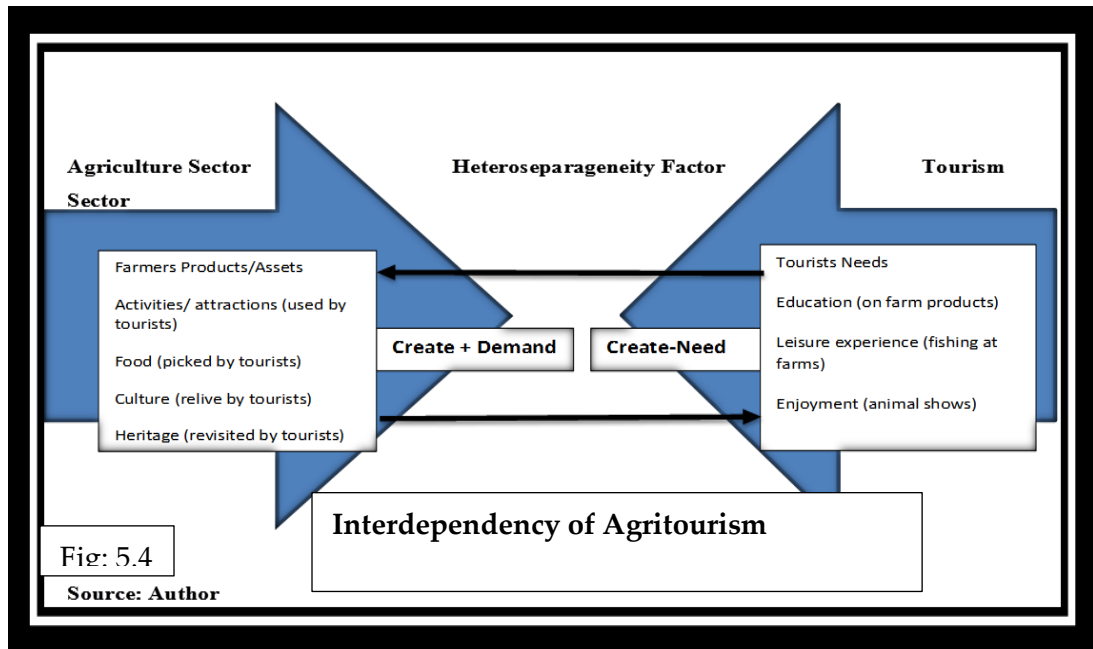 Agriculture Sector
Sector
Heteroseparageneity Factor
Tourism
Farmers Products/Assets
Activities/ attractions (used by
tourists)
Food (picked by tourists)
Culture (relive by tourists)
Heritage (revisited by tourists)
Create + Demand
Create-Need
Tourists Needs
Education (on farm products)
Leisure experience (fishing at
farms)
Enjoyment (animal shows)
Interdependency of Agritourism
Fig: 5.4
Source: Author